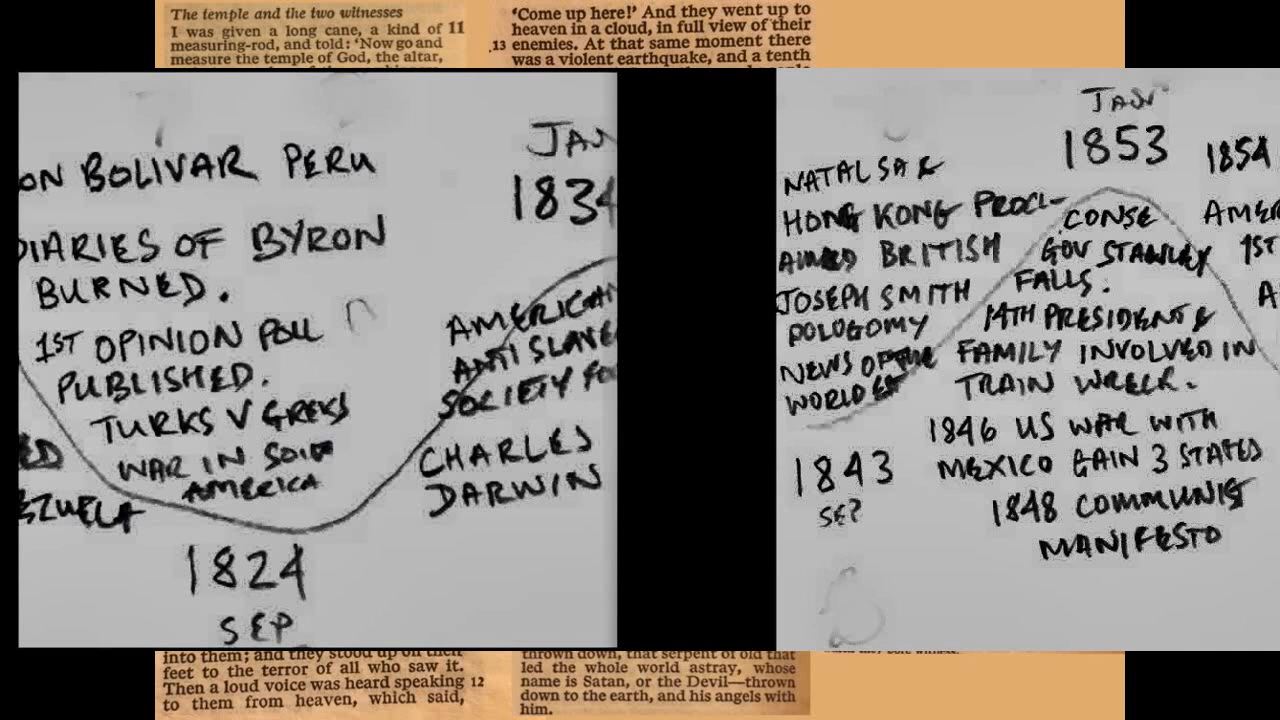 The temple and the two witnesses
I was given a long cane, a kind of 11
measuring-rod, and told: 'Now go and
measure the temple of God, the altar,
'Come up here!' And they went up to
heaven in a cloud, in full view of their
13 enemies. At that same moment there
was a violent earthquake, and a tenth
ON BOLIVAR PERU
DIARIES OF BYRON
BURNED.
1ST OPINION POLL
PUBLISHED.
TURKS V GREKS
WAR IN
AMERICA
ED
EZUELA
1824
SEP
JAN
1834
AMERICAN
ANTI SLAVE
SOCIETY FO
CHARLES
DARWIN
NATAL SA &
HONG KONG PROCL-
AIMED BRITISH
JOSEPH SMITH
POLOGOMY
NEWS OF THE
WORLD EST
1843
SEP
JAN
1853
CONSE
GOV STANLEY
FALLS.
14TH PRESIDENT &
FAMILY INVOLVED IN
TRAIN WRECK.
1846 US WAR WITH
MEXICO GAIN 3 STATES
1848 COMMUNIST
MANIFESTO
1854
AMER
1ST
A
into them; and they stood up on their
feet to the terror of all who saw it.
Then a loud voice was heard speaking 12
to them from heaven, which said,
thrown down, that serpent of old that
led the whole world astray, whose
name is Satan, or the Devil—thrown
down to the earth, and his angels with
him.